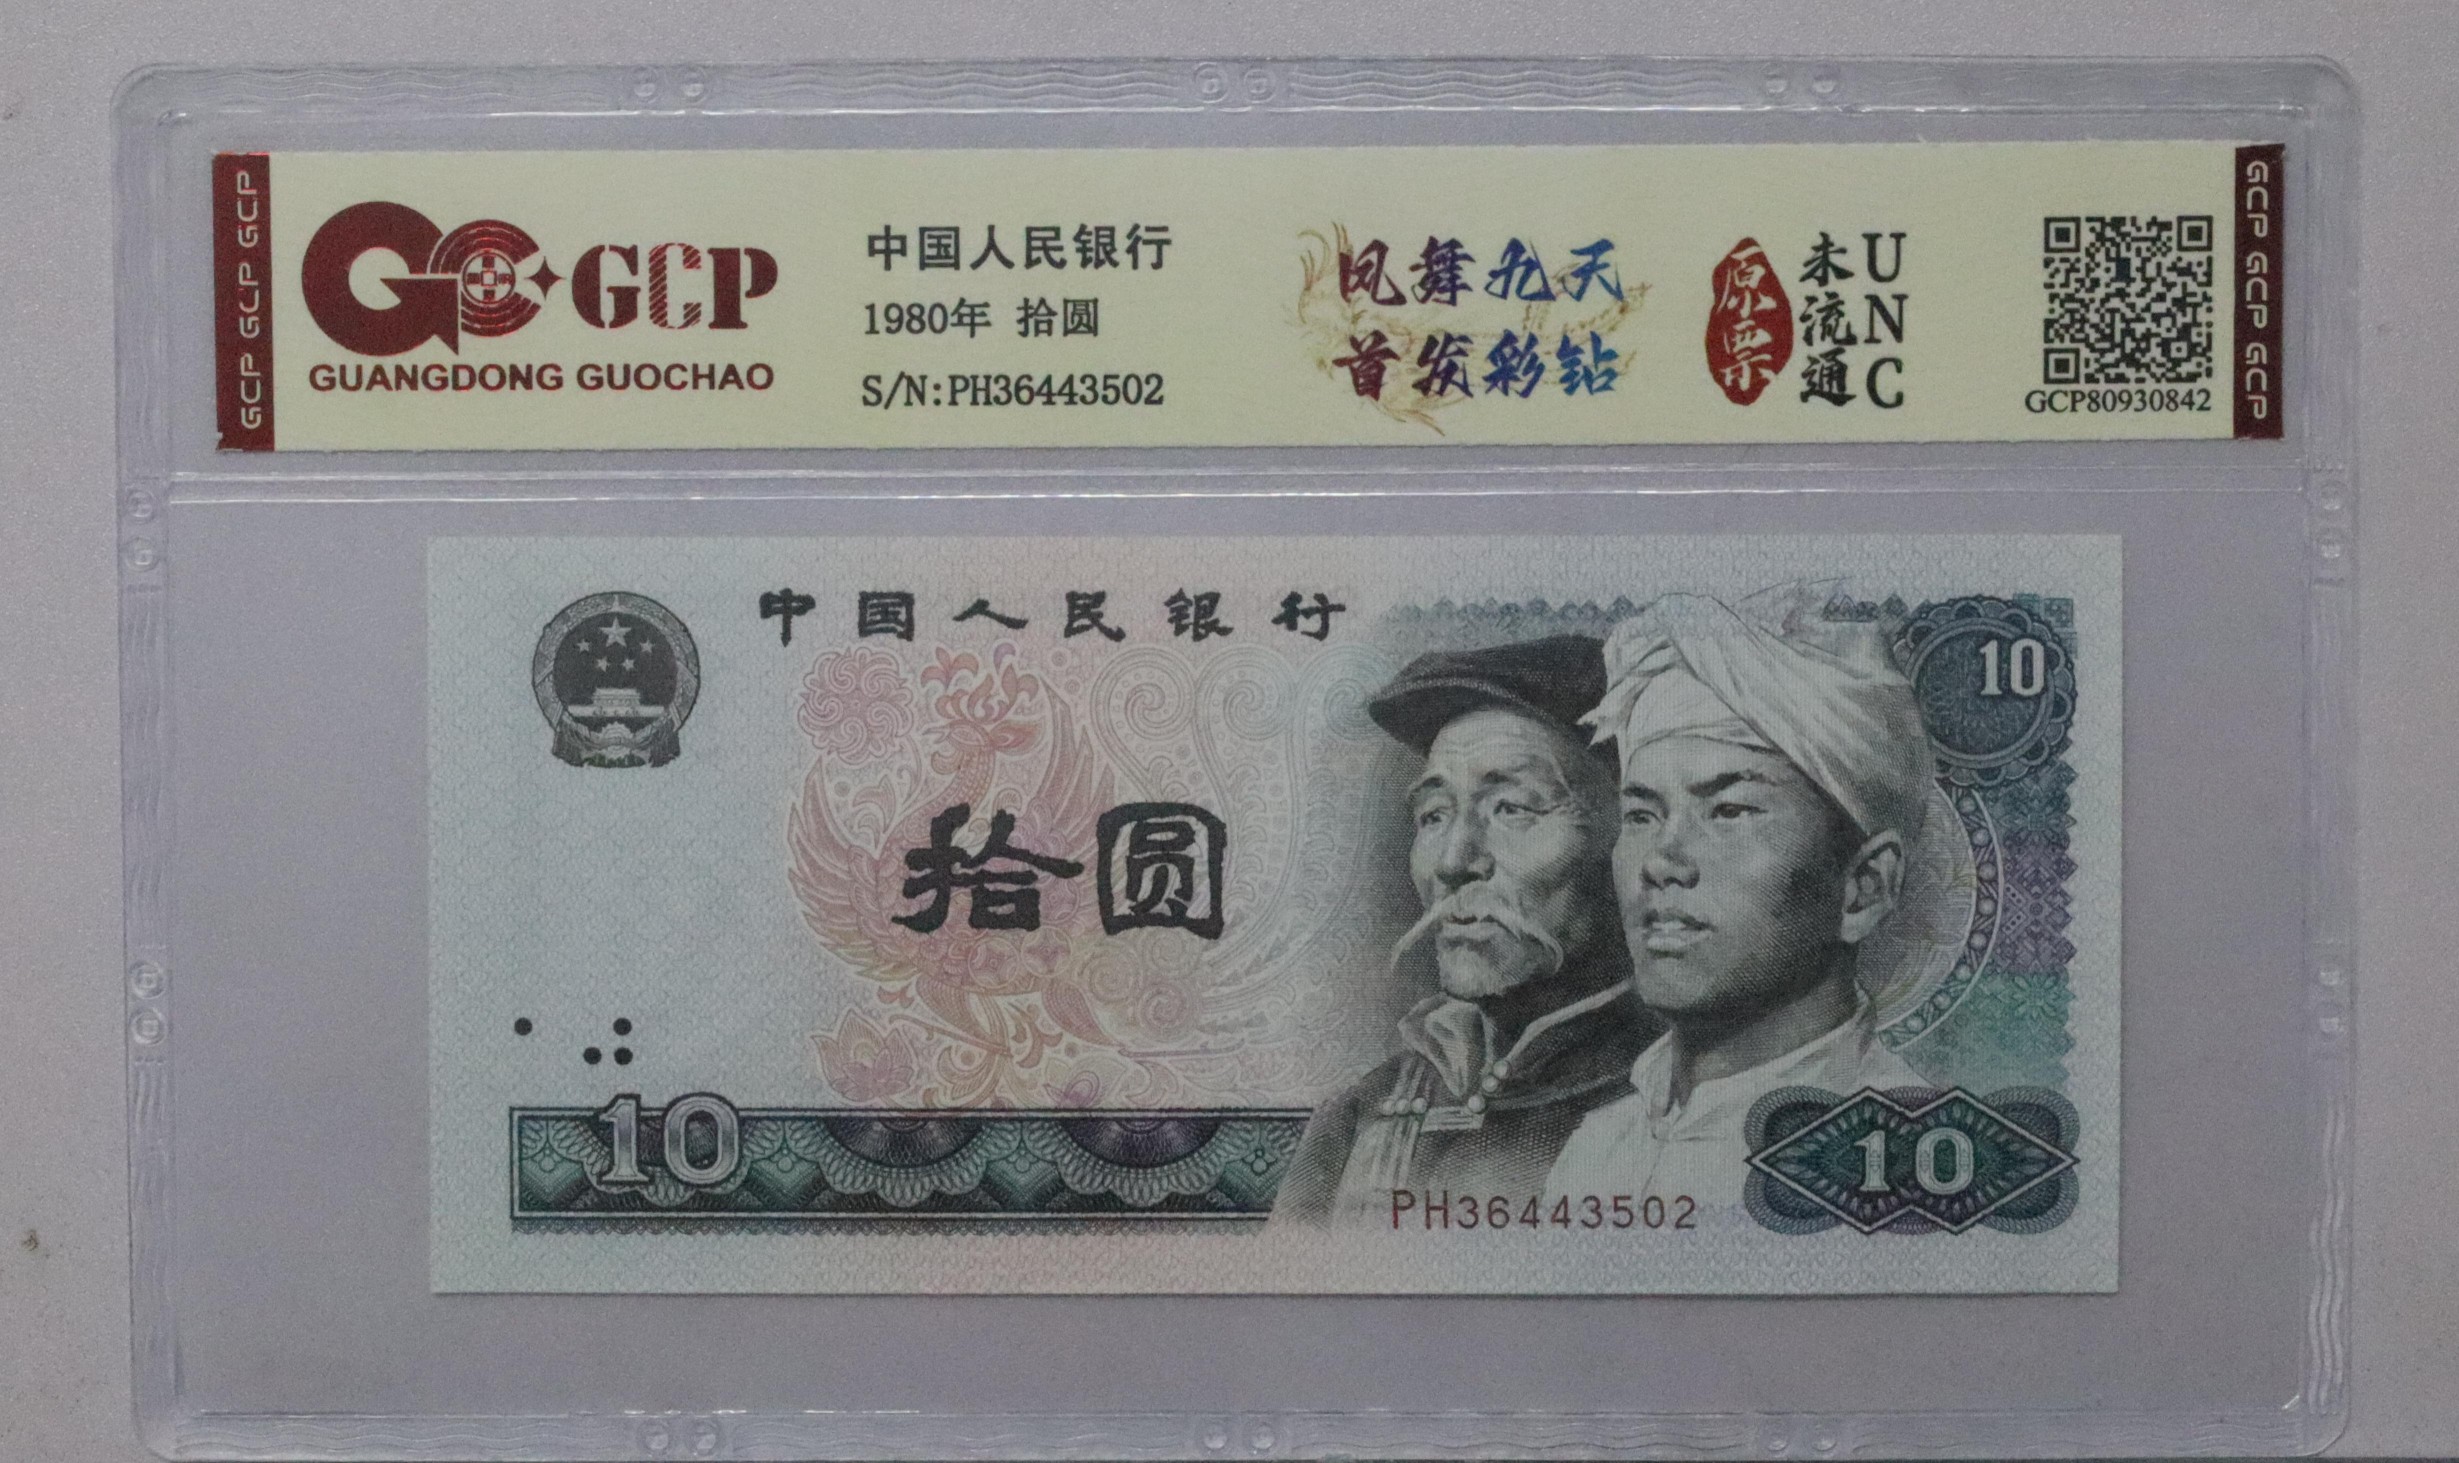 GCP GCP GCP
GCP
GUANGDONG GUOCHAO
中国人民银行
1980年 拾圆
S/N:PH36443502
凤舞九天
首发彩钻
原票
未流通
UNC
GCP80930842
GCP GCP GCP
中国人民银行
10
拾圆
10
10
PH36443502